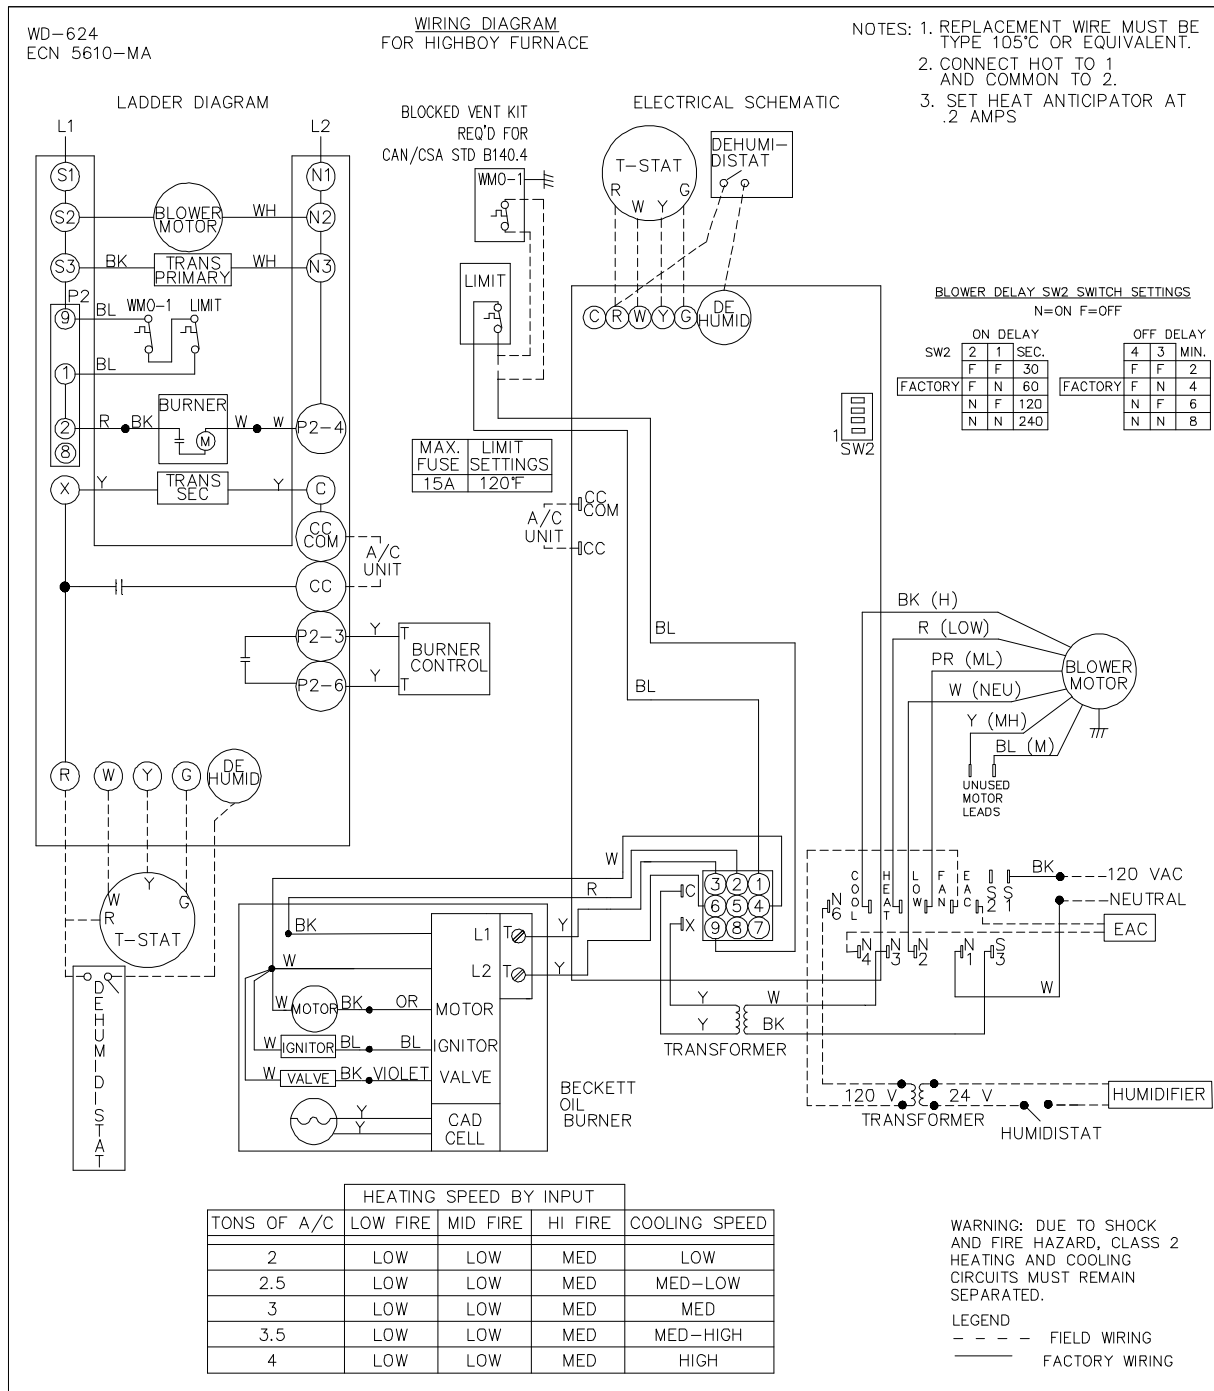 WD-624
ECN 5610-MA
WIRING DIAGRAM
FOR HIGHBOY FURNACE
NOTES: 1. REPLACEMENT WIRE MUST BE
TYPE 105°C OR EQUIVALENT.
2. CONNECT HOT TO 1
AND COMMON TO 2.
3. SET HEAT ANTICIPATOR AT
.2 AMPS
LADDER DIAGRAM
L1
L2
S1
N1
S2
BLOWER
MOTOR
WH
N2
S3
BK
TRANS
PRIMARY
WH
N3
P2
9
BL
WMO-1
LIMIT
1
BL
BURNER
2
R
BK
M
W
W
P2-4
8
X
Y
TRANS
SEC
Y
C
CC
COM
A/C
UNIT
CC
P2-3
Y
T
BURNER
CONTROL
P2-6
Y
T
R
W
Y
G
DE
HUMID
W
Y
G
R
T-STAT
DEHUMIDISTAT
BLOCKED VENT KIT
REQ'D FOR
CAN/CSA STD B140.4
WMO-1
LIMIT
MAX.
FUSE
LIMIT
SETTINGS
15A
120°F
ELECTRICAL SCHEMATIC
T-STAT
R
W
Y
G
DEHUMI-
DISTAT
C
R
W
Y
G
DE
HUMID
1
SW2
CC
COM
A/C
UNIT
CC
BLOWER DELAY SW2 SWITCH SETTINGS
N=ON F=OFF
ON DELAY
SW2 2 1 SEC.
F F 30
FACTORY F N 60
N F 120
N N 240
OFF DELAY
4 3 MIN.
F F 2
FACTORY F N 4
N F 6
N N 8
BL
BL
BK (H)
R (LOW)
PR (ML)
W (NEU)
Y (MH)
BL (M)
BLOWER
MOTOR
UNUSED
MOTOR
LEADS
W
R
C
X
3 2 1
6 5 4
9 8 7
N6
COOL
HEAT
LOW
FAN
EAC
S2
S1
BK
120 VAC
NEUTRAL
EAC
N4
N3
N2
N1
S3
W
Y
W
Y
BK
TRANSFORMER
BK
W
L1
T
Y
L2
T
Y
W
MOTOR
BK
OR
MOTOR
W
IGNITOR
BL
BL
IGNITOR
W
VALVE
BK
VIOLET
VALVE
Y
Y
CAD
CELL
BECKETT
OIL
BURNER
120 V
24 V
TRANSFORMER
HUMIDISTAT
HUMIDIFIER
HEATING SPEED BY INPUT
TONS OF A/C LOW FIRE MID FIRE HI FIRE COOLING SPEED
2 LOW LOW MED LOW
2.5 LOW LOW MED MED-LOW
3 LOW LOW MED MED
3.5 LOW LOW MED MED-HIGH
4 LOW LOW MED HIGH
WARNING: DUE TO SHOCK
AND FIRE HAZARD, CLASS 2
HEATING AND COOLING
CIRCUITS MUST REMAIN
SEPARATED.
LEGEND
FIELD WIRING
FACTORY WIRING